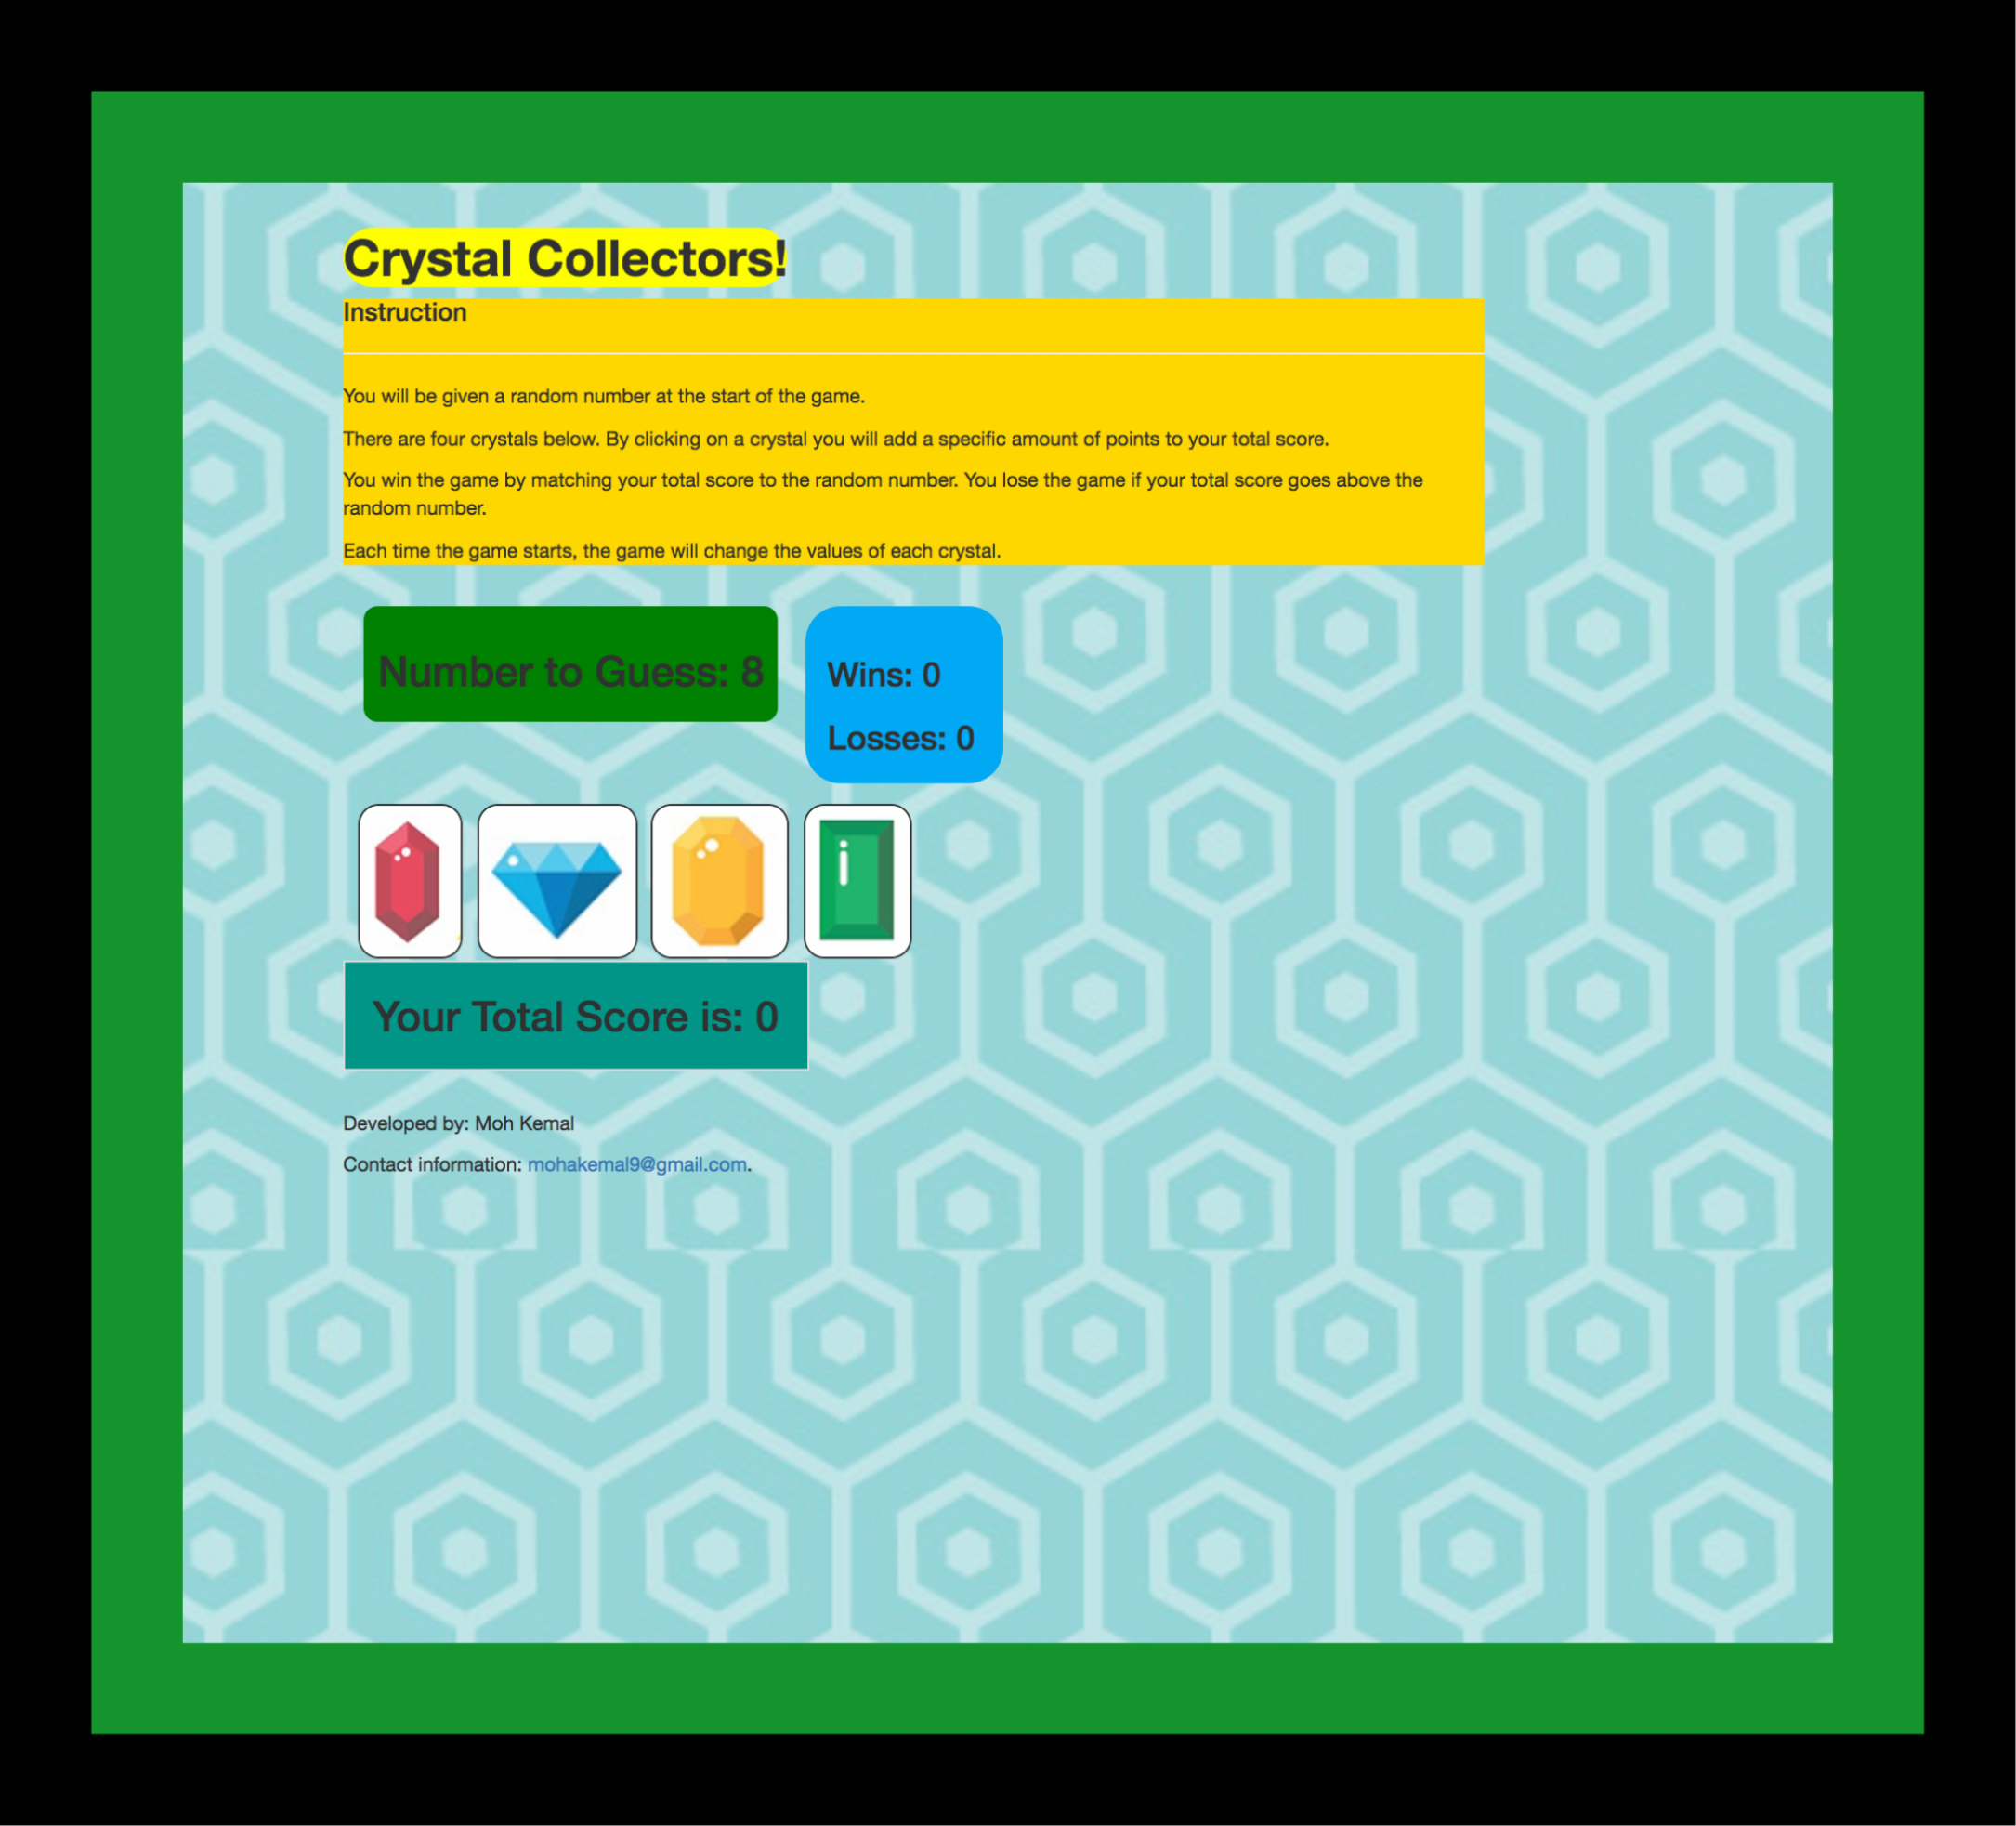 Crystal Collectors!
Instruction
You will be given a random number at the start of the game.
There are four crystals below. By clicking on a crystal you will add a specific amount of points to your total score.
You win the game by matching your total score to the random number. You lose the game if your total score goes above the
random number.
Each time the game starts, the game will change the values of each crystal.
Number to Guess: 8
Wins: 0
Losses: 0
Your Total Score is: 0
Developed by: Moh Kemal
Contact information: mohakemal9@gmail.com.